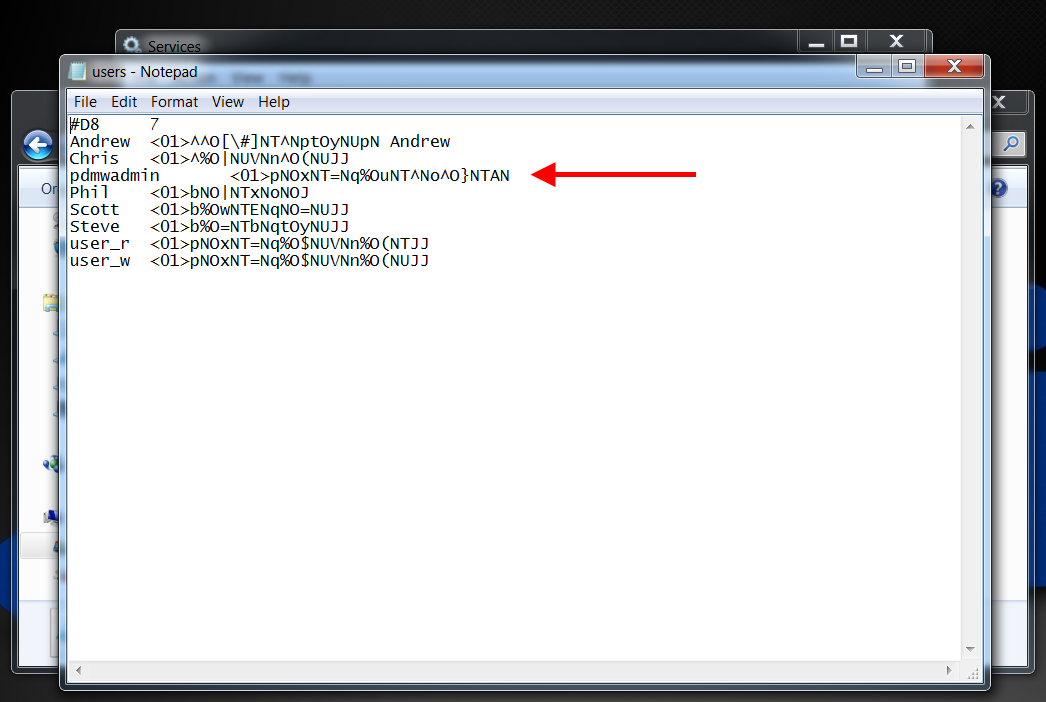 Services
users - Notepad
View Help
File Edit Format View Help
#D8 7
Andrew <01>^^O[\#]NT^NptOyNUpN Andrew
Chris <01>^%O|NUVNn^O(NUJJ
pdmwadmin <01>pNOxNT=Nq%OuNT^No^O}NTAN
Phil <01>bNO|NTxNoNOJ
Scott <01>b%OwNTENqNO=NUJJ
Steve <01>b%O=NTbNqtOyNUJJ
user_r <01>pNOxNT=Nq%O$NUVNn%O(NTJJ
user_w <01>pNOxNT=Nq%O$NUVNn%O(NUJJ
Or